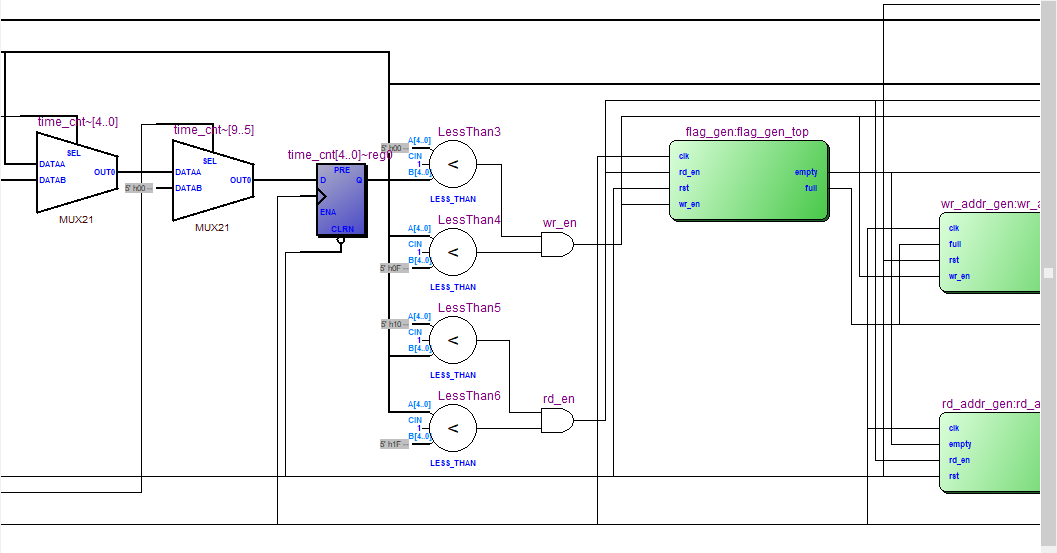 time_cnt~[4..0]
SEL
DATAA
DATAB
OUT0
MUX21
time_cnt~[9..5]
SEL
DATAA
5' h00 --
DATAB
OUT0
MUX21
time_cnt[4..0]~reg0
PRE
D
Q
ENA
CLRN
LessThan3
A[4..0]
5' h00 --
CIN
1
B[4..0]
<
LESS_THAN
LessThan4
A[4..0]
CIN
1
B[4..0]
5' h0F --
<
LESS_THAN
wr_en
LessThan5
A[4..0]
5' h10 --
CIN
1
B[4..0]
<
LESS_THAN
LessThan6
A[4..0]
CIN
1
B[4..0]
5' h1F --
<
LESS_THAN
rd_en
flag_gen:flag_gen_top
clk
rd_en
rst
wr_en
empty
full
wr_addr_gen:wr_a
clk
full
rst
wr_en
rd_addr_gen:rd_a
clk
empty
rd_en
rst